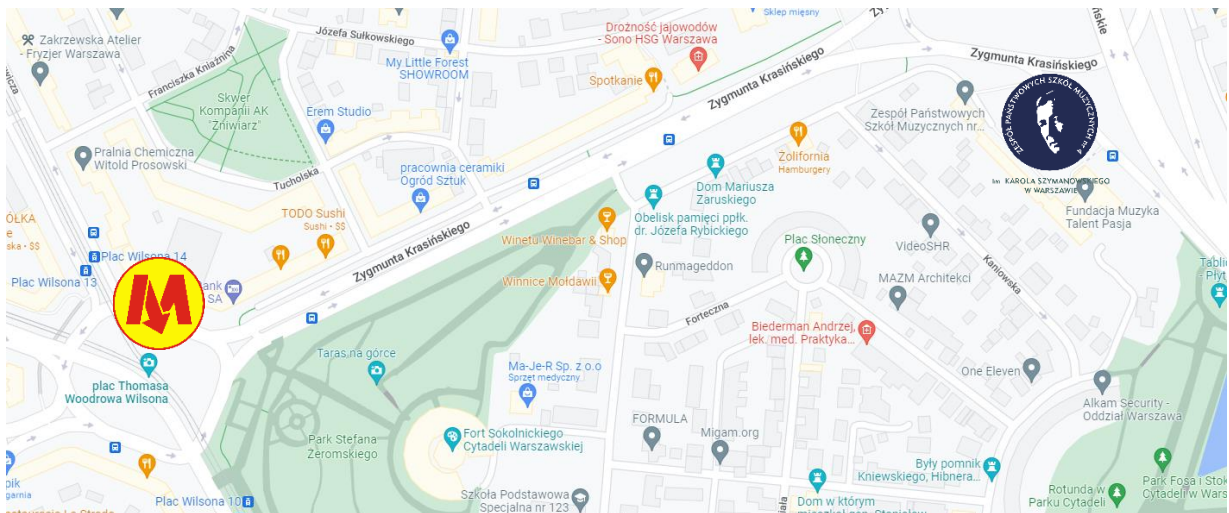 Sklep mięsny
Zakrzewska Atelier
- Fryzjer Warszawa
Józefa Sułkowskiego
Drożność jajowodów
- Sono HSG Warszawa
My Little Forest
SHOWROOM
Spotkanie
Zygmunta Krasińskiego
Zygmunta Krasińskiego
Franciszka Kniaźnina
Skwer
Kompanii AK
"Żniwiarz"
Erem Studio
Zespół Państwowych
Szkół Muzycznych nr...
ZESPÓŁ PAŃSTWOWYCH SZKÓŁ MUZYCZNYCH nr 4
im KAROLA SZYMANOWSKIEGO
W WARSZAWIE
Pralnia Chemiczna
Witold Prosowski
Tucholska
pracownia ceramiki
Ogród Sztuk
Żolifornia
Hamburgery
Dom Mariusza
Zaruskiego
Obelisk pamięci ppłk.
dr. Józefa Rybickiego
Fundacja Muzyka
Talent Pasja
TODO Sushi
Sushi • $$
Zygmunta Krasińskiego
Winetu Winebar & Shop
Plac Słoneczny
VideoSHR
Kaniowska
Plac Wilsona 14
Plac Wilsona 13
M
Runmageddon
Winnice Mołdawii
MAZM Architekci
Forteczna
Biederman Andrzej,
lek. med. Praktyka...
Taras na górce
plac Thomasa
Woodrowa Wilsona
Ma-Je-R Sp. z o.o
Sprzęt medyczny
One Eleven
Alkam Security -
Oddział Warszawa
FORMUŁA
Migam.org
Park Stefana
Żeromskiego
Fort Sokolnickiego
Cytadeli Warszawskiej
Były pomnik
Kniewskiego, Hibnera...
Plac Wilsona 10
Szkoła Podstawowa
Specjalna nr 123
Dom w którym
Rotunda w
Parku Cytadeli
Park Fosa i Stok
Cytadeli w Wars